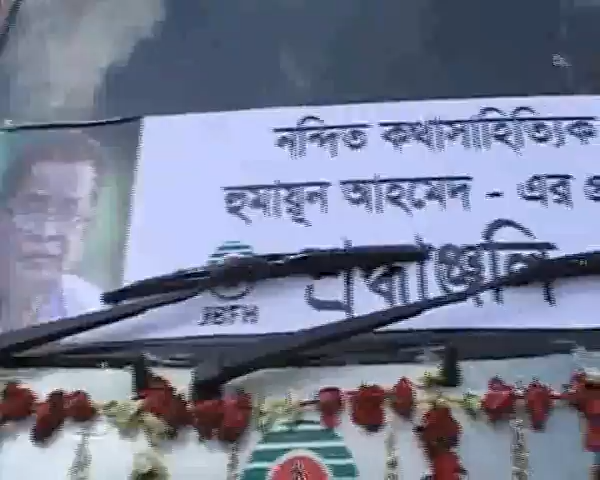 নন্দিত কথাসাহিত্যিক
হুমায়ূন আহমেদ - এর
শ্রদ্ধাঞ্জলি